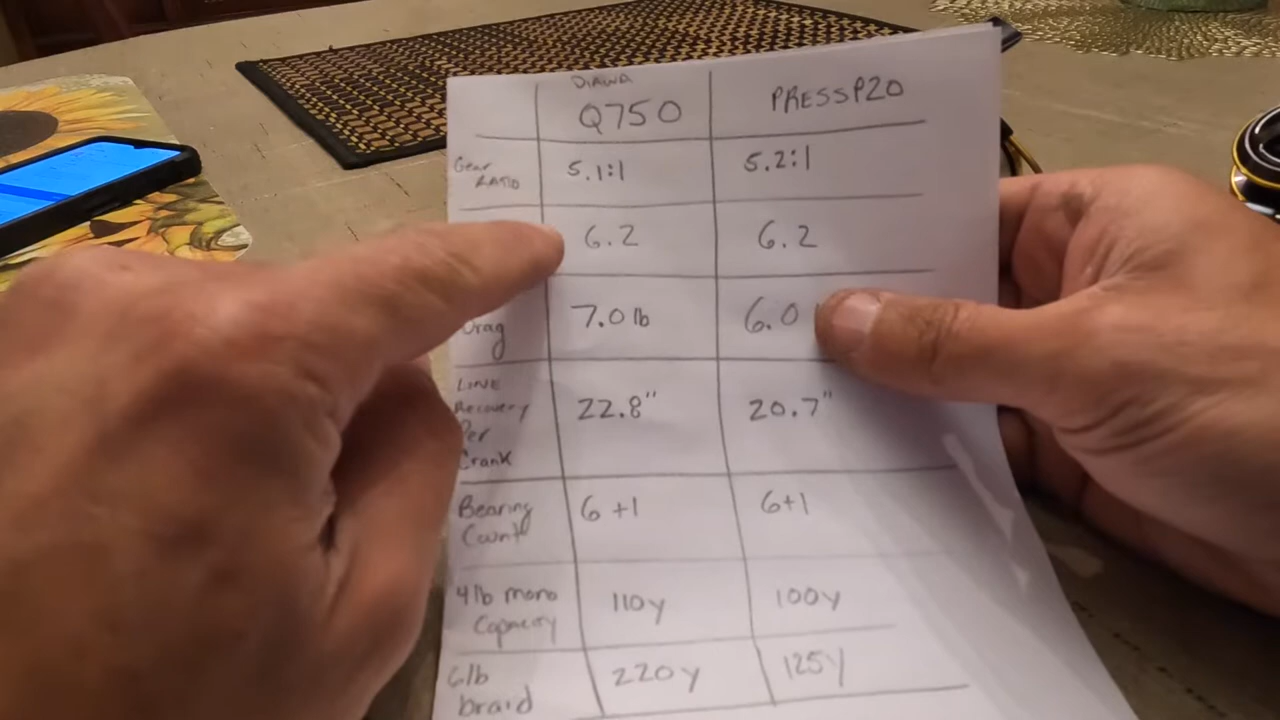 DIAWA
Q750 PRESSP20
Gear RATIO 5.1:1 5.2:1
6.2 6.2
Drag 7.0 lb 6.0
LINE Recovery Per Crank 22.8" 20.7"
Bearing Count 6+1 6+1
4lb mono Capacity 110y 100y
6lb braid 220y 125y